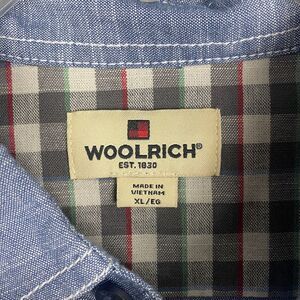 WOOLRICH®
EST. 1830
MADE IN
VIETNAM
XL/EG